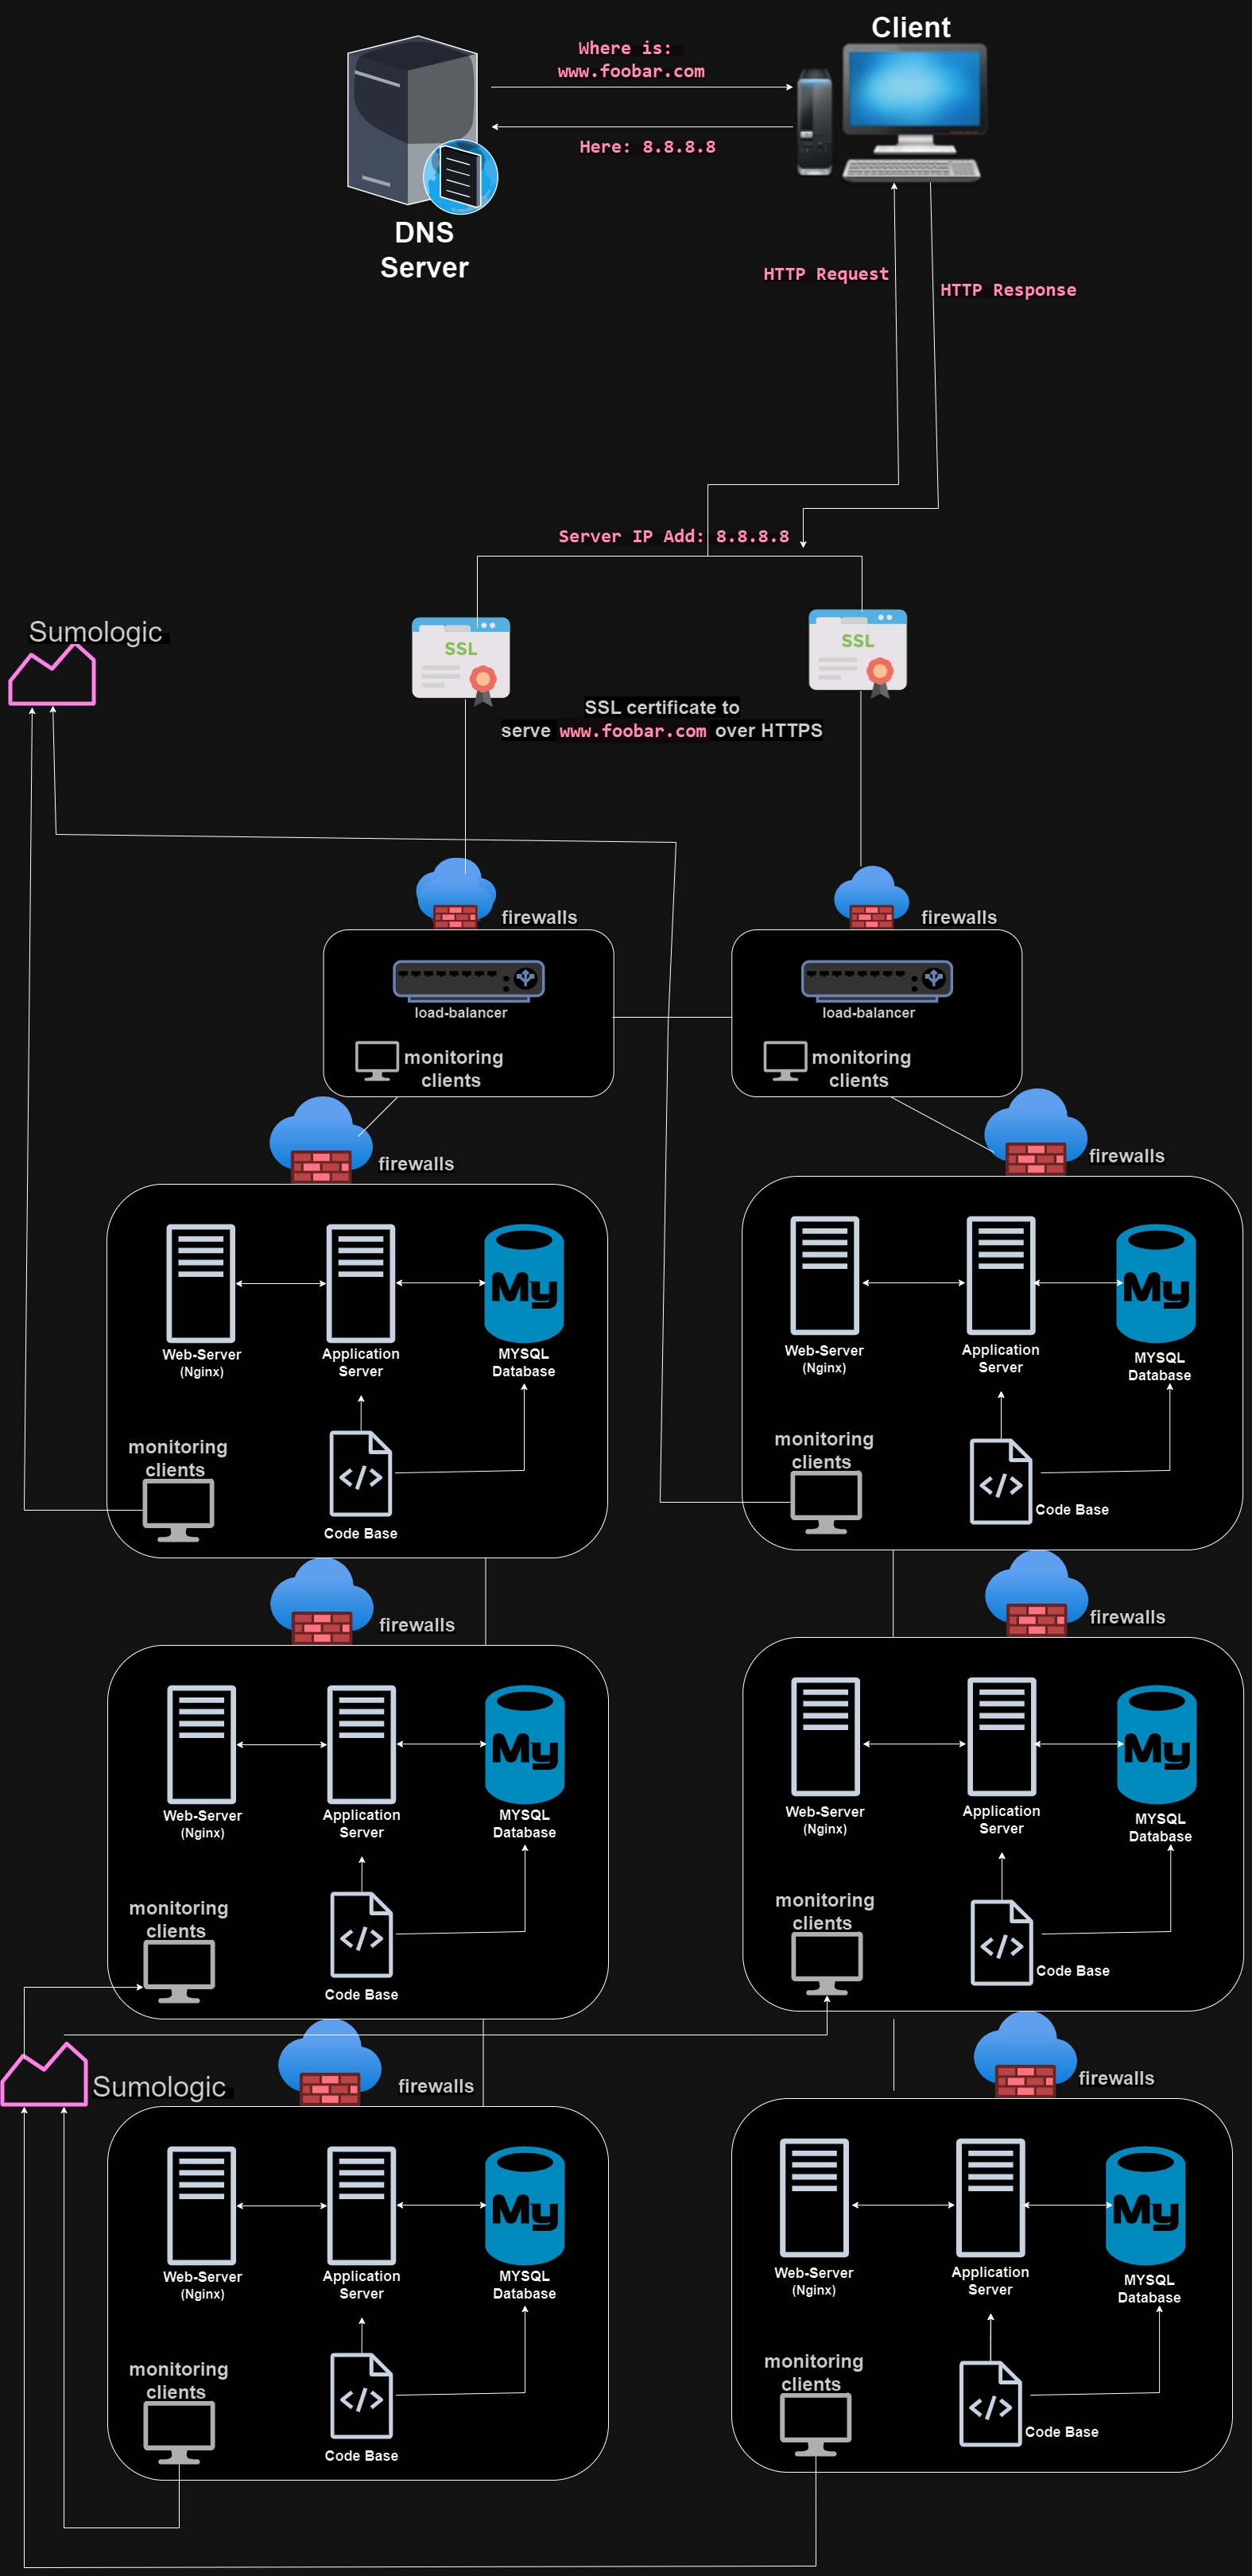 Client
Where is:
www.foobar.com
Here: 8.8.8.8
DNS
Server
HTTP Request
HTTP Response
Server IP Add: 8.8.8.8
Sumologic
SSL
SSL
SSL certificate to
serve www.foobar.com over HTTPS
firewalls
firewalls
load-balancer
load-balancer
monitoring
clients
monitoring
clients
firewalls
firewalls
Web-Server
(Nginx)
Application
Server
My
MYSQL
Database
monitoring
clients
</>
Code Base
Web-Server
(Nginx)
Application
Server
My
MYSQL
Database
monitoring
clients
</>
Code Base
firewalls
firewalls
Web-Server
(Nginx)
Application
Server
My
MYSQL
Database
monitoring
clients
</>
Code Base
Web-Server
(Nginx)
Application
Server
My
MYSQL
Database
monitoring
clients
</>
Code Base
Sumologic
firewalls
firewalls
Web-Server
(Nginx)
Application
Server
My
MYSQL
Database
monitoring
clients
</>
Code Base
Web-Server
(Nginx)
Application
Server
My
MYSQL
Database
monitoring
clients
</>
Code Base